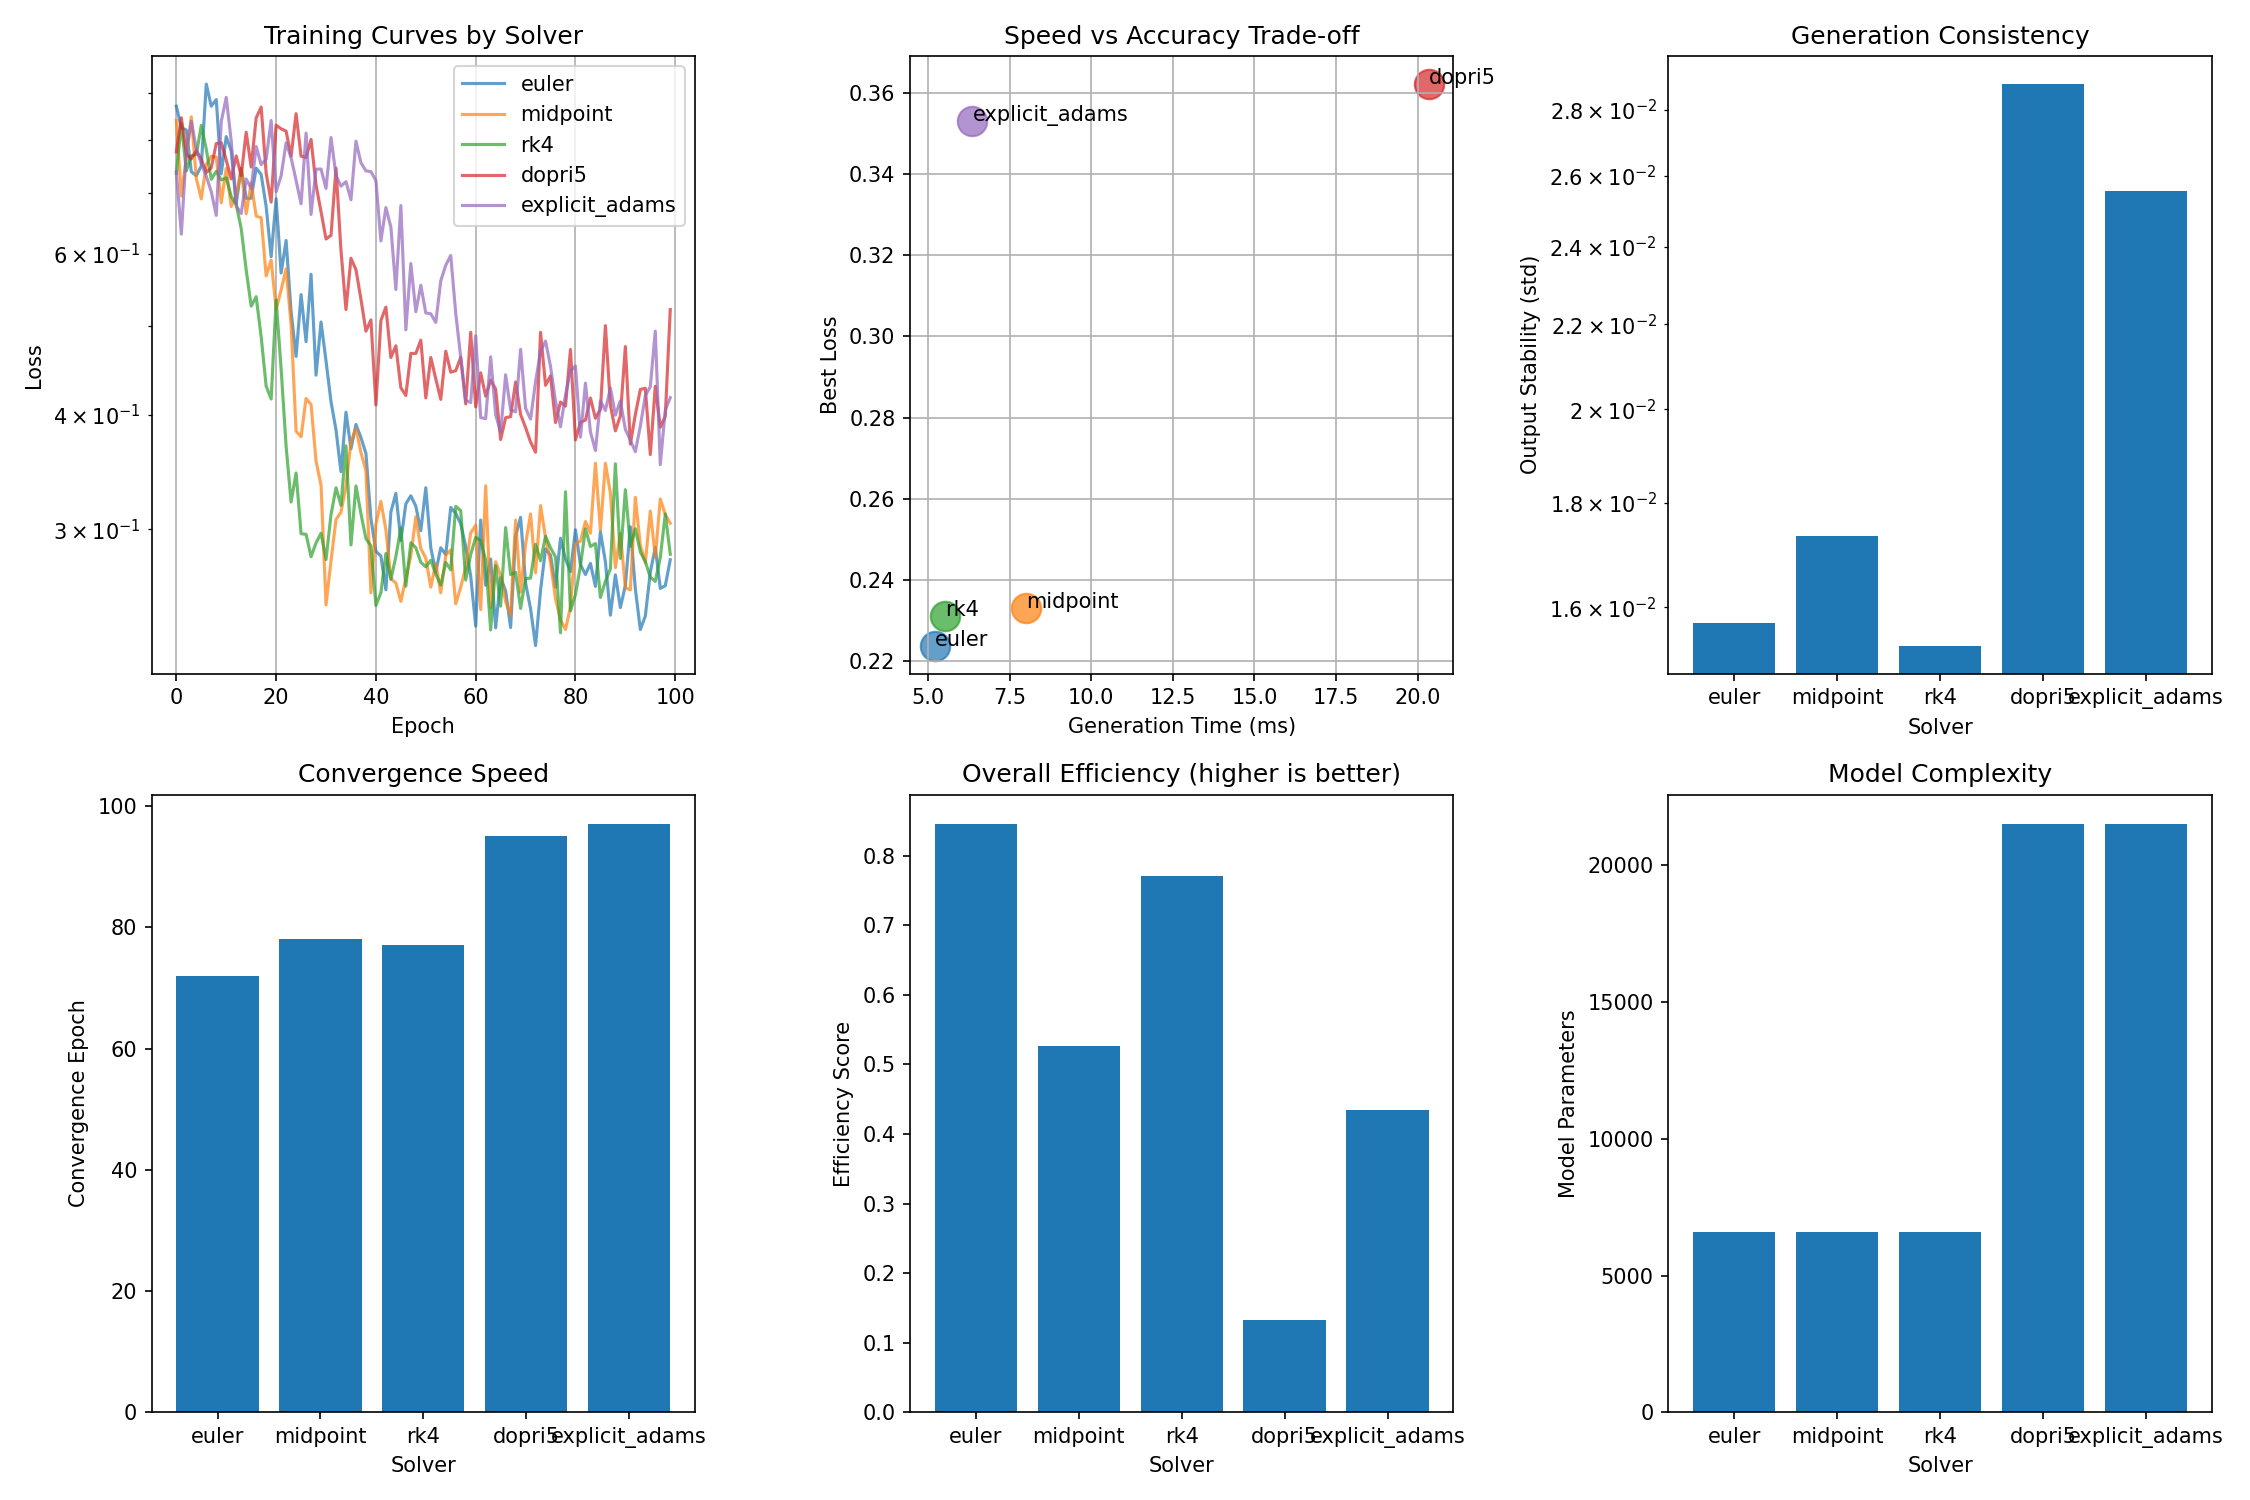 Training Curves by Solver
euler
midpoint
rk4
dopri5
explicit_adams
6 × 10⁻¹
4 × 10⁻¹
3 × 10⁻¹
Loss
0 20 40 60 80 100
Epoch
Speed vs Accuracy Trade-off
dopri5
explicit_adams
rk4
midpoint
euler
0.36
0.34
0.32
0.30
0.28
0.26
0.24
0.22
Best Loss
5.0 7.5 10.0 12.5 15.0 17.5 20.0
Generation Time (ms)
Generation Consistency
2.8 × 10⁻²
2.6 × 10⁻²
2.4 × 10⁻²
2.2 × 10⁻²
2 × 10⁻²
1.8 × 10⁻²
1.6 × 10⁻²
Output Stability (std)
euler midpoint rk4 dopri5 explicit_adams
Solver
Convergence Speed
100
80
60
40
20
0
Convergence Epoch
euler midpoint rk4 dopri5 explicit_adams
Solver
Overall Efficiency (higher is better)
0.8
0.7
0.6
0.5
0.4
0.3
0.2
0.1
0.0
Efficiency Score
euler midpoint rk4 dopri5 explicit_adams
Solver
Model Complexity
20000
15000
10000
5000
0
Model Parameters
euler midpoint rk4 dopri5 explicit_adams
Solver